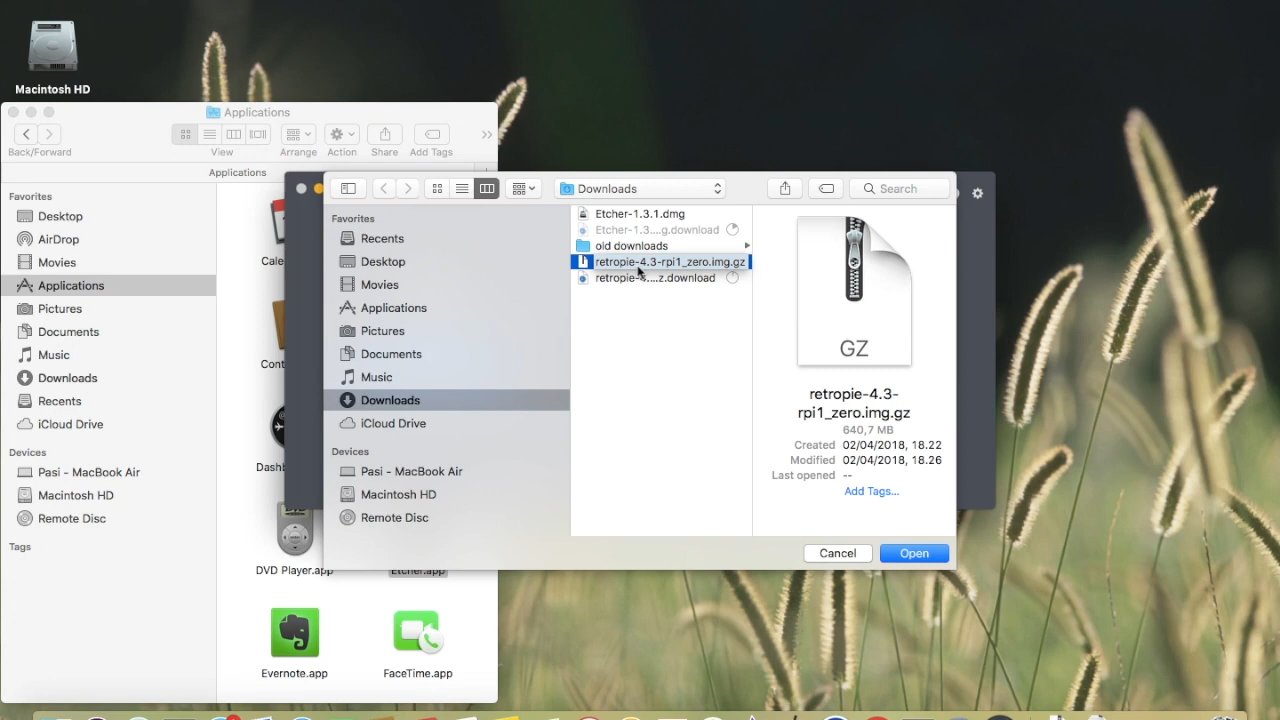 Macintosh HD
Applications
Back/Forward
View
Arrange
Action
Share
Add Tags
Applications
Favorites
Desktop
AirDrop
Movies
Applications
Pictures
Documents
Music
Downloads
Recents
iCloud Drive
Devices
Pasi - MacBook Air
Macintosh HD
Remote Disc
Tags
DVD Player.app
Etcher.app
Evernote.app
FaceTime.app
Downloads
Search
Favorites
Recents
Desktop
Movies
Applications
Pictures
Documents
Music
Downloads
iCloud Drive
Devices
Pasi - MacBook Air
Macintosh HD
Remote Disc
Etcher-1.3.1.dmg
Etcher-1.3....g.download
old downloads
retropie-4.3-rpi1_zero.img.gz
retropie-4....z.download
GZ
retropie-4.3-
rpi1_zero.img.gz
640,7 MB
Created 02/04/2018, 18.22
Modified 02/04/2018, 18.26
Last opened --
Add Tags...
Cancel
Open